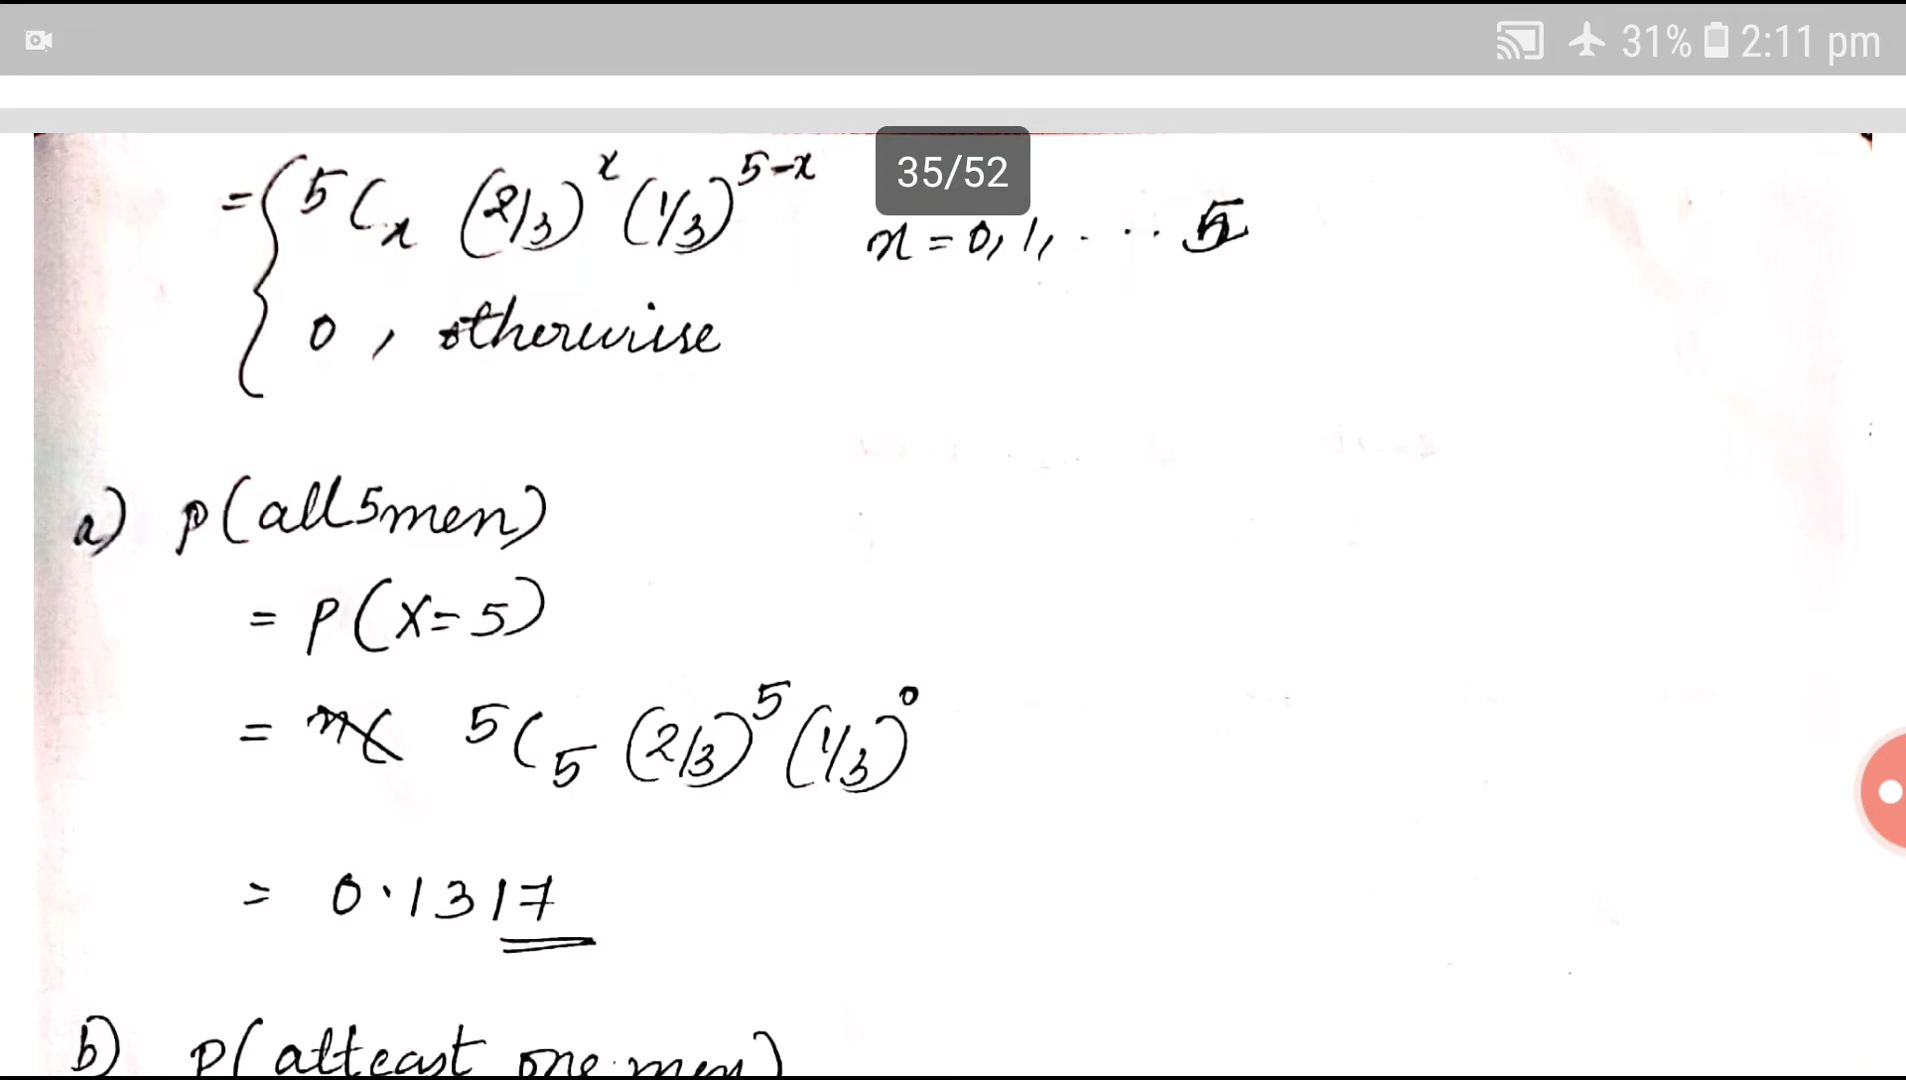 31% 2:11 pm
35/52
= { 5Cx (2/3)^x (1/3)^5-x x = 0, 1, . . . . 5
0 , otherwise
a) P(all 5 men)
= P(X = 5)
= 5C5 (2/3)^5 (1/3)^0
= 0.1317
b) P(atleast one men)